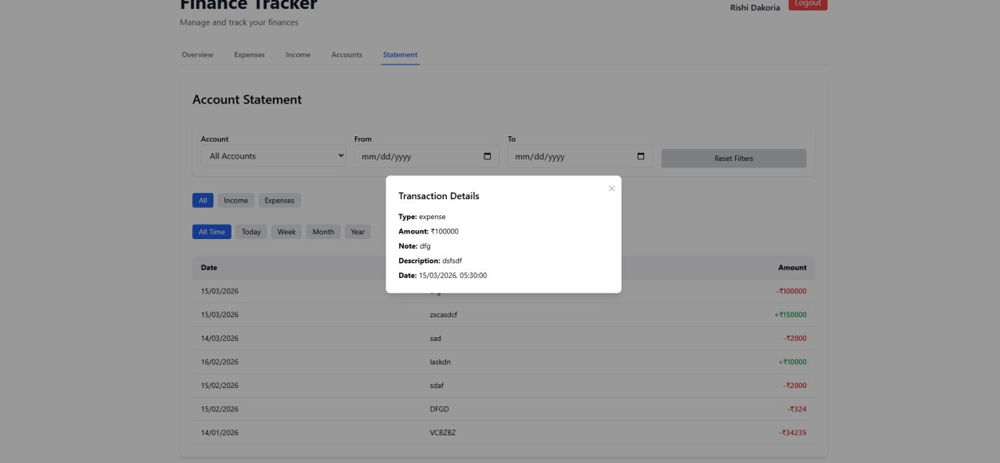 Finance Tracker
Manage and track your finances
Rishi Dakoria
Logout
Overview Expenses Income Accounts Statement
Account Statement
Account From To
All Accounts mm/dd/yyyy mm/dd/yyyy Reset Filters
All Income Expenses
All Time Today Week Month Year
Transaction Details
Type: expense
Amount: ₹100000
Note: dfg
Description: dsfsdf
Date: 15/03/2026, 05:30:00
Date Amount
15/03/2026 -₹100000
15/03/2026 zxcasdcf +₹150000
14/03/2026 sad -₹2000
16/02/2026 laskdn +₹10000
15/02/2026 sdaf -₹2000
15/02/2026 DFGD -₹324
14/01/2026 VCBZBZ -₹34235